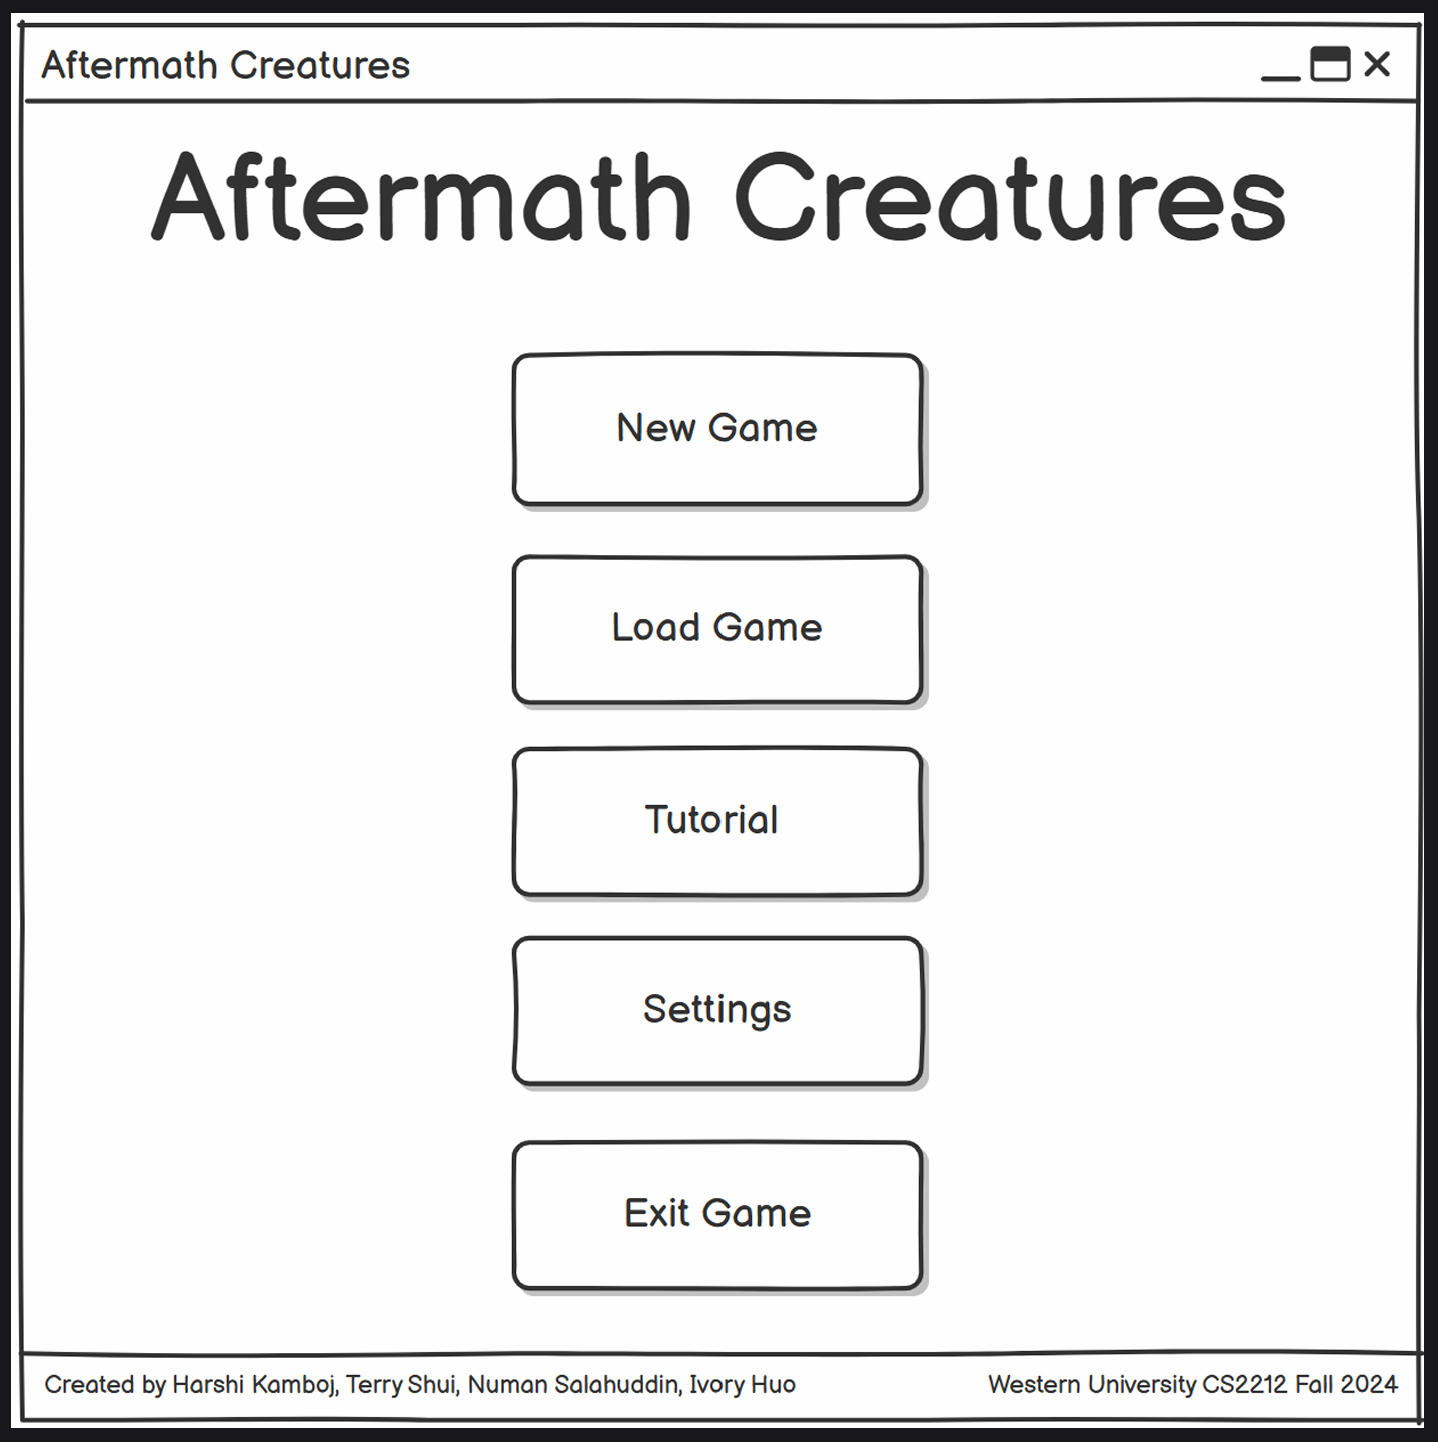 Aftermath Creatures
Aftermath Creatures
New Game
Load Game
Tutorial
Settings
Exit Game
Created by Harshi Kamboj, Terry Shui, Numan Salahuddin, Ivory Huo
Western University CS2212 Fall 2024